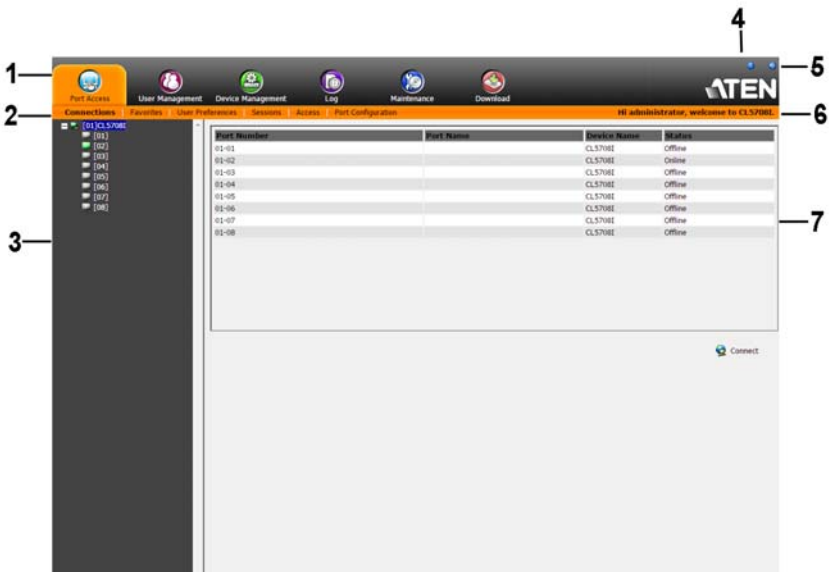 4
1
5
ATEN
Port Access User Management Device Management Log Maintenance Download
2
Connections Favorites User Preferences Sessions Access Port Configuration Hi administrator, welcome to CL5708I.
6
[01]CL5708I
[01]
[02]
[03]
[04]
[05]
[06]
[07]
[08]
3
Port Number Port Name Device Name Status
01-01 CL5708I Offline
01-02 CL5708I Online
01-03 CL5708I Offline
01-04 CL5708I Offline
01-05 CL5708I Offline
01-06 CL5708I Offline
01-07 CL5708I Offline
01-08 CL5708I Offline
7
Connect